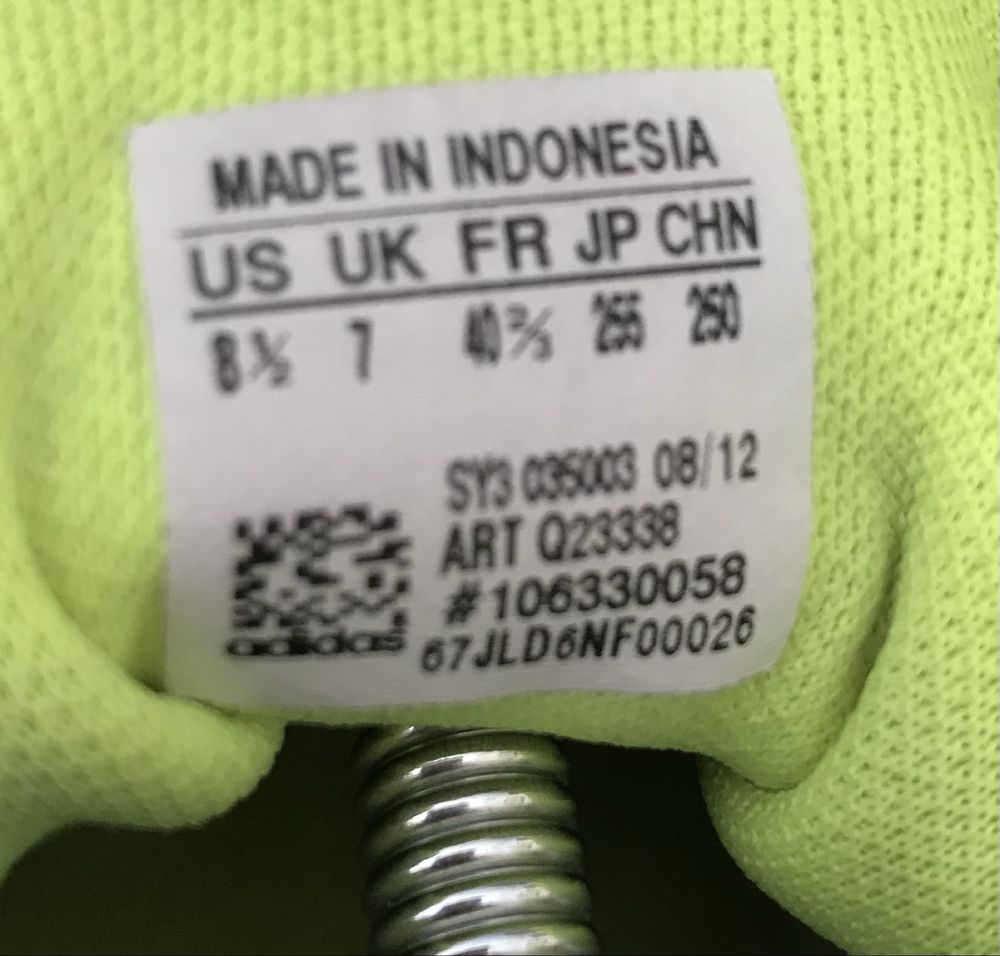 MADE IN INDONESIA
US UK FR JP CHN
8½ 7 40⅔ 255 250
SY3 035003 08/12
ART Q23338
#106330058
67JLD6NF00026
adidas